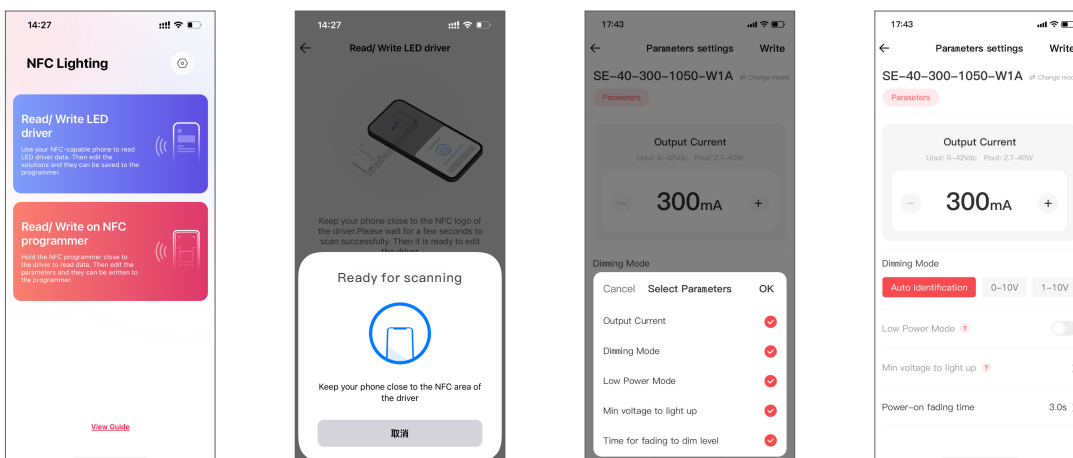 14:27
NFC Lighting
Read/ Write LED
driver
Use your NFC-capable phone to read
LED driver data. Then edit the
solutions and they can be saved to the
programmer.
Read/ Write on NFC
programmer
Hold the NFC programmer close to
the driver to read data. Then edit the
parameters and they can be written to
the programmer.
View Guide
14:27
Read/ Write LED driver
Keep your phone close to the NFC logo of
the driver.Please wait for a few seconds to
scan successfully. Then it is ready to edit
the driver
Ready for scanning
Keep your phone close to the NFC area of
the driver
取消
17:43
Parameters settings Write
SE-40-300-1050-W1A ⇌ Change model
Parameters
Output Current
Uout: 9-42Vdc Pout: 2.7-40W
− 300mA +
Dimming Mode
Cancel Select Parameters OK
Output Current
Dimming Mode
Low Power Mode
Min voltage to light up
Time for fading to dim level
17:43
Parameters settings Write
SE-40-300-1050-W1A ⇌ Change mod
Parameters
Output Current
Uout: 9-42Vdc Pout: 2.7-40W
− 300mA +
Dimming Mode
Auto Identification 0-10V 1-10V
Low Power Mode ?
Min voltage to light up ?
Power-on fading time 3.0s